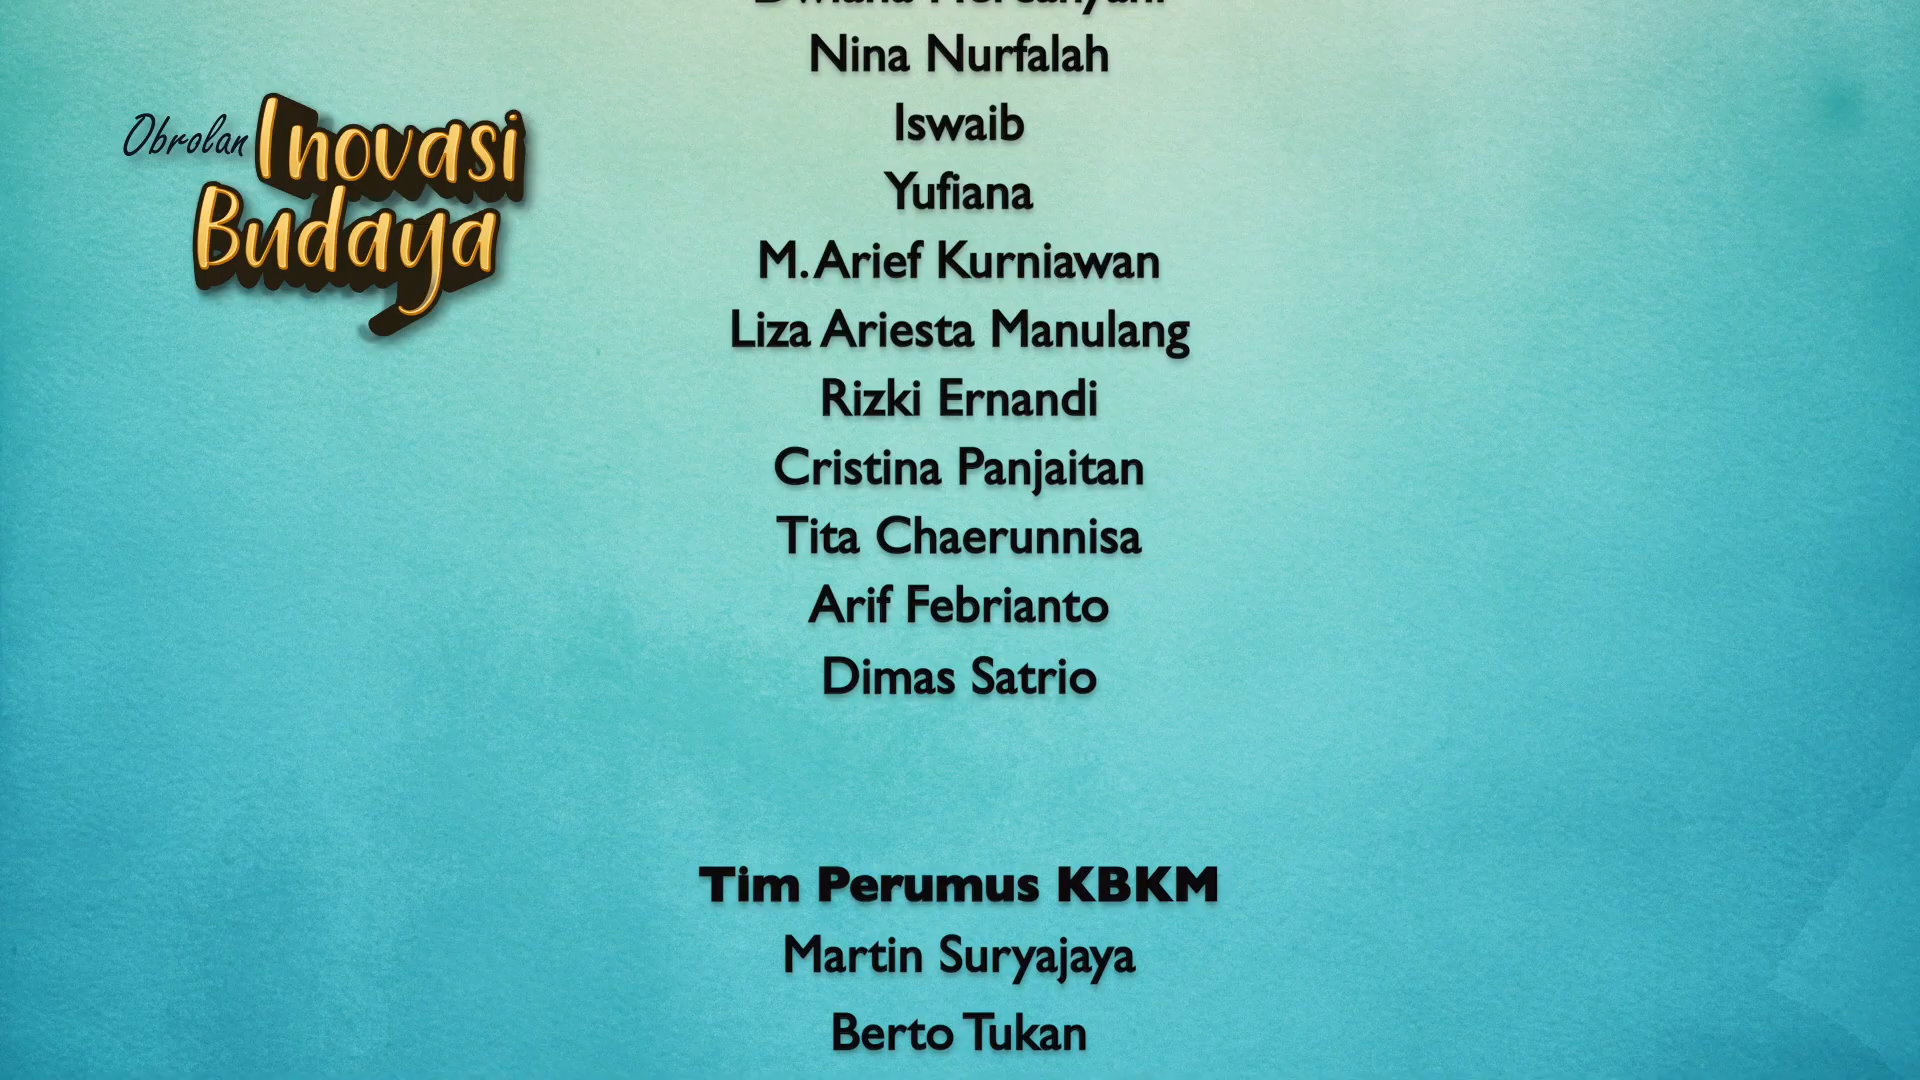 Obrolan Inovasi
Budaya
Nina Nurfalah
Iswaib
Yufiana
M. Arief Kurniawan
Liza Ariesta Manulang
Rizki Ernandi
Cristina Panjaitan
Tita Chaerunnisa
Arif Febrianto
Dimas Satrio
Tim Perumus KBKM
Martin Suryajaya
Berto Tukan